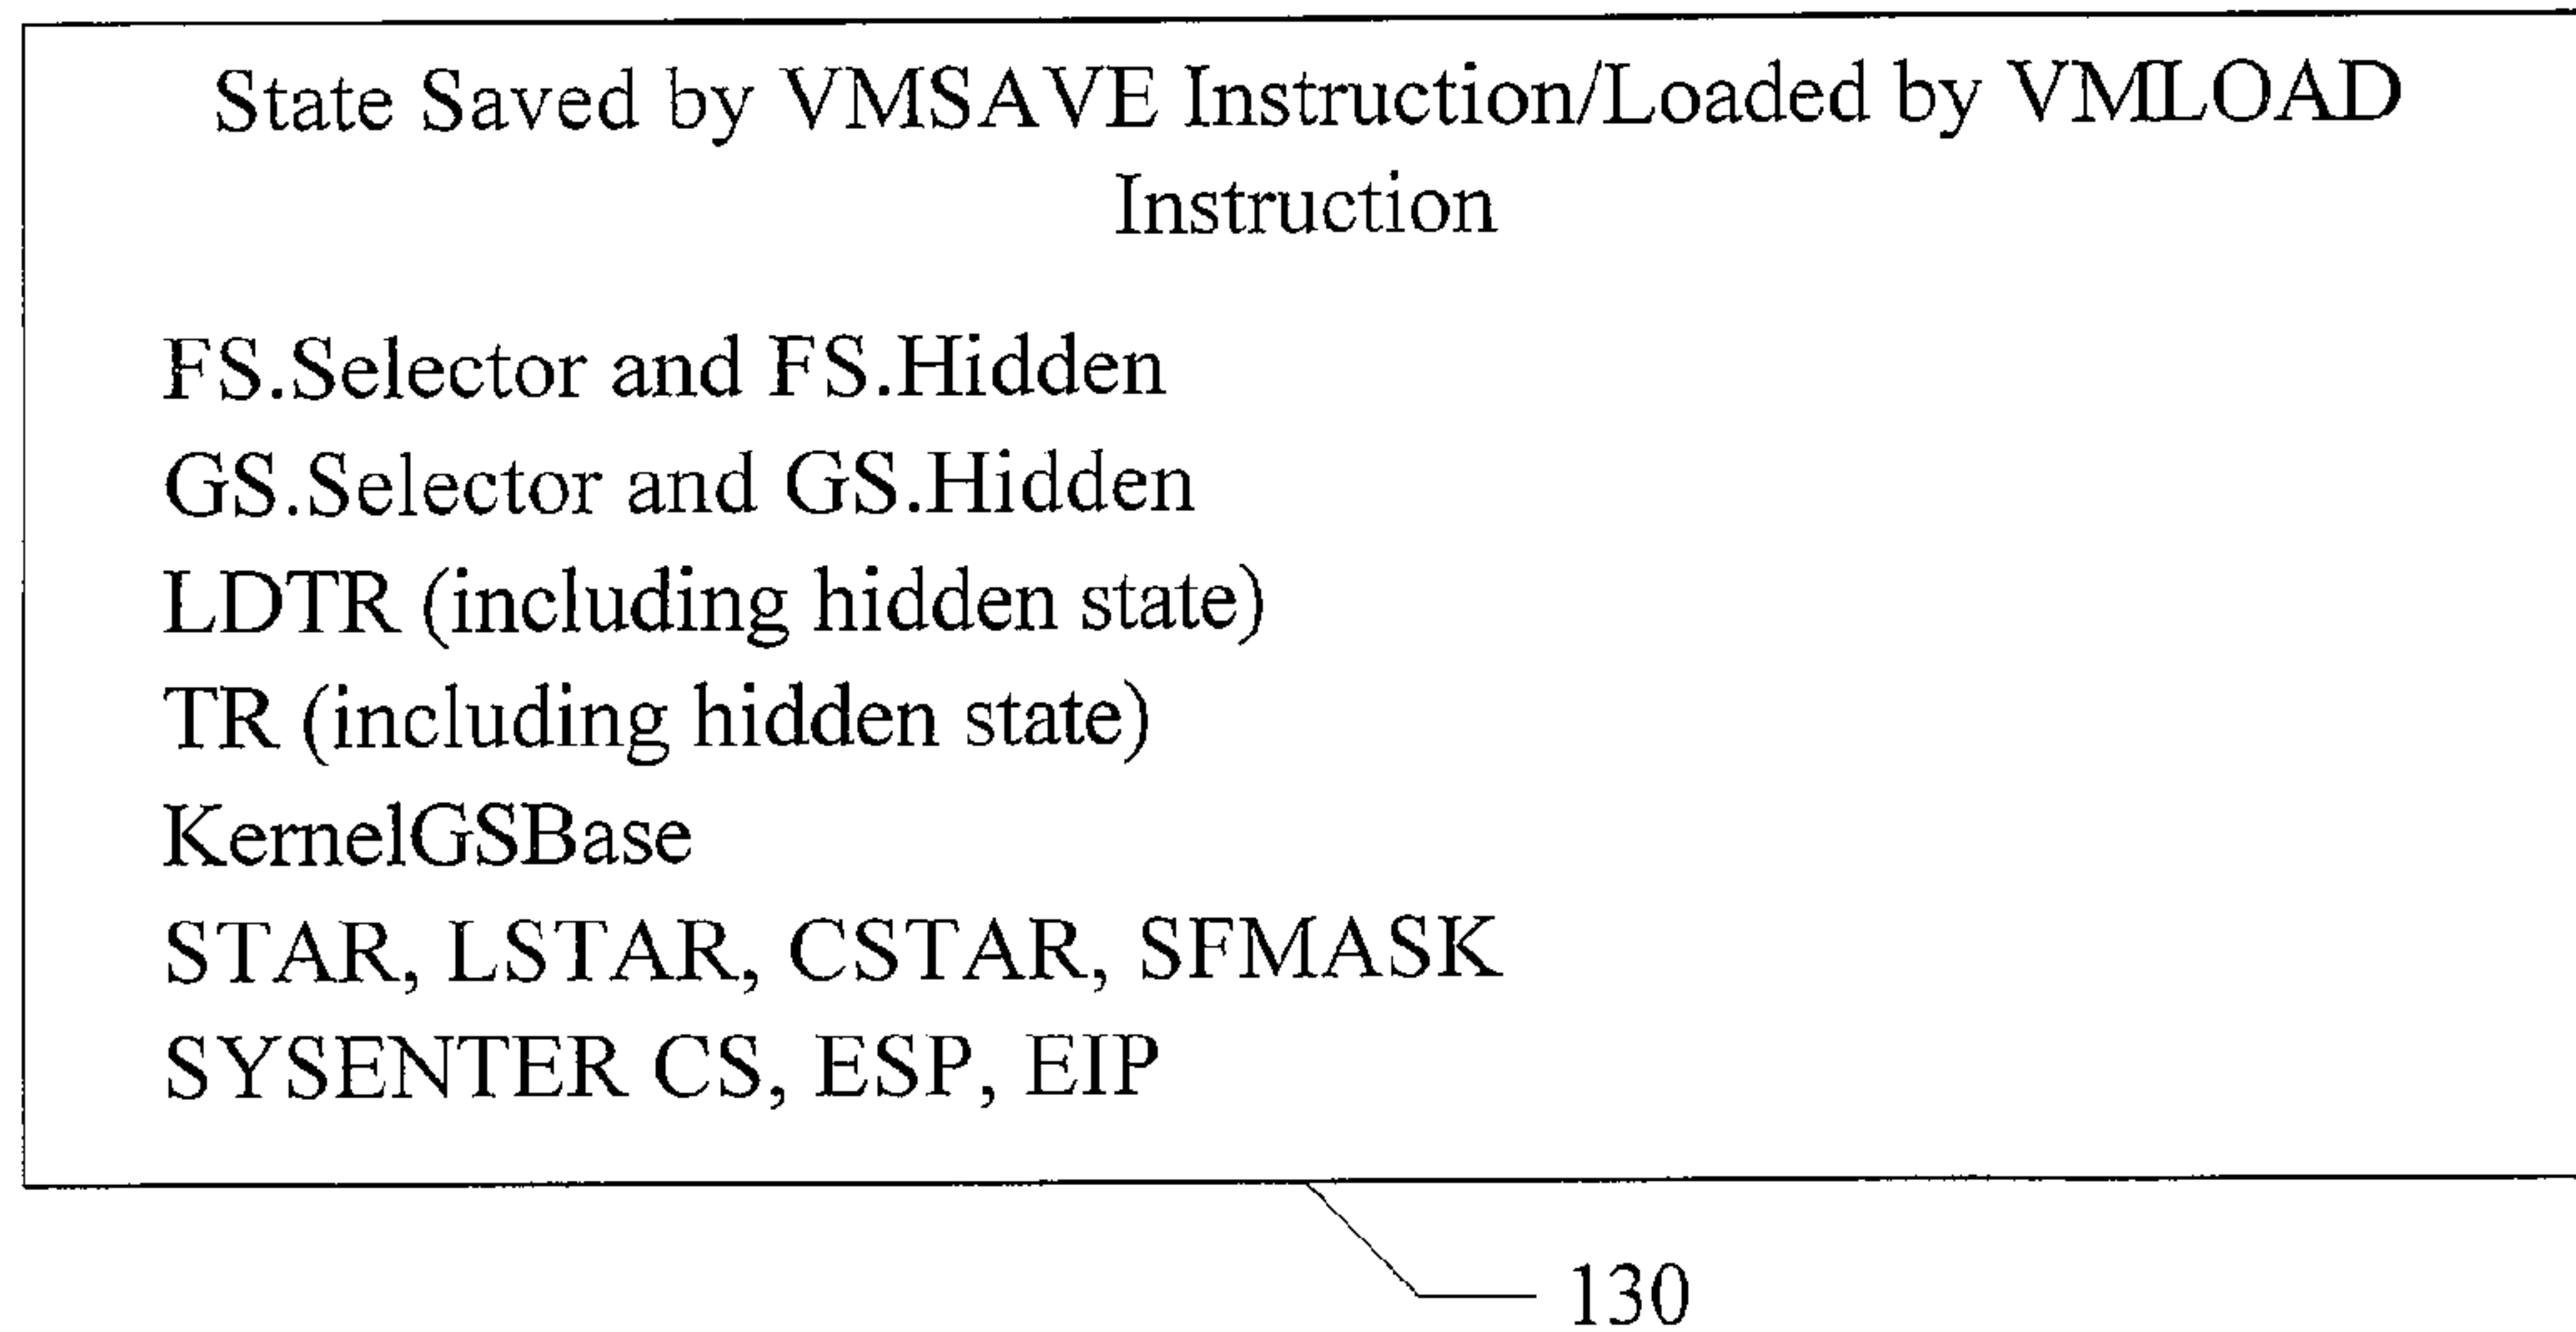 State Saved by VMSAVE Instruction/Loaded by VMLOAD
Instruction
FS.Selector and FS.Hidden
GS.Selector and GS.Hidden
LDTR (including hidden state)
TR (including hidden state)
KernelGSBase
STAR, LSTAR, CSTAR, SFMASK
SYSENTER CS, ESP, EIP
130